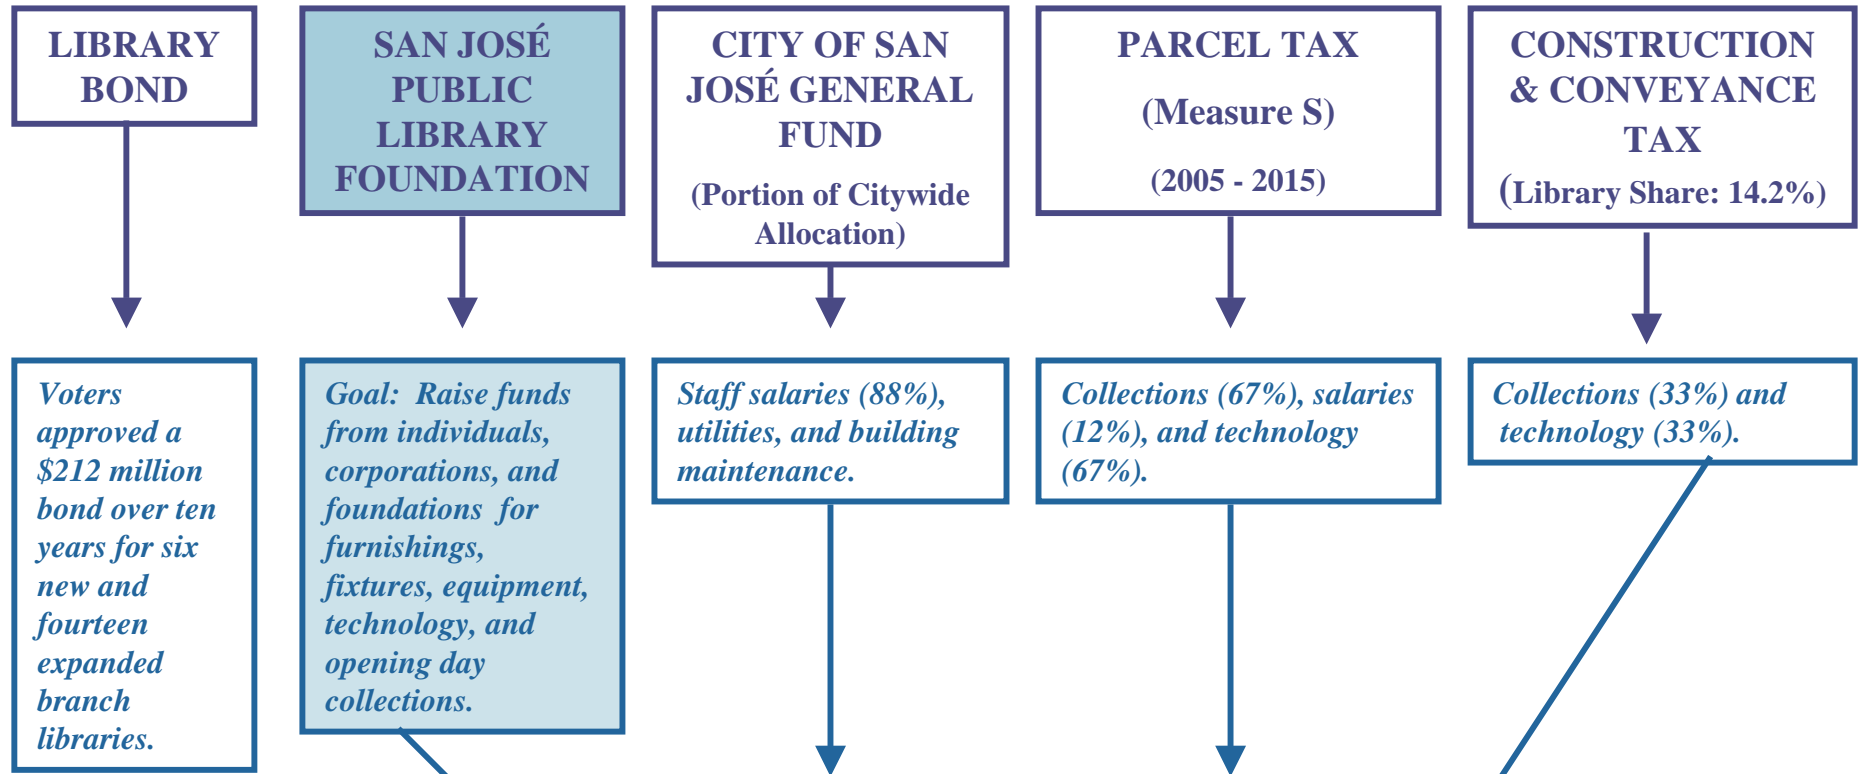 LIBRARY
BOND
SAN JOSÉ
PUBLIC
LIBRARY
FOUNDATION
CITY OF SAN
JOSÉ GENERAL
FUND
(Portion of Citywide
Allocation)
PARCEL TAX
(Measure S)
(2005 - 2015)
CONSTRUCTION
& CONVEYANCE
TAX
(Library Share: 14.2%)
Voters
approved a
$212 million
bond over ten
years for six
new and
fourteen
expanded
branch
libraries.
Goal: Raise funds
from individuals,
corporations, and
foundations for
furnishings,
fixtures, equipment,
technology, and
opening day
collections.
Staff salaries (88%),
utilities, and building
maintenance.
Collections (67%), salaries
(12%), and technology
(67%).
Collections (33%) and
technology (33%).